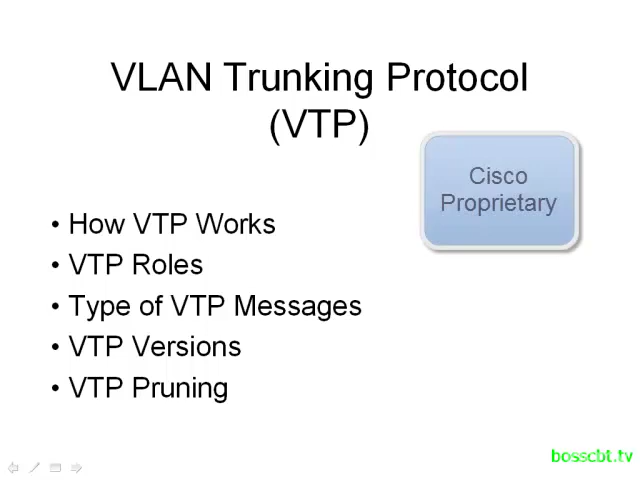 VLAN Trunking Protocol
(VTP)
Cisco
Proprietary
• How VTP Works
• VTP Roles
• Type of VTP Messages
• VTP Versions
• VTP Pruning
bosscbt.tv